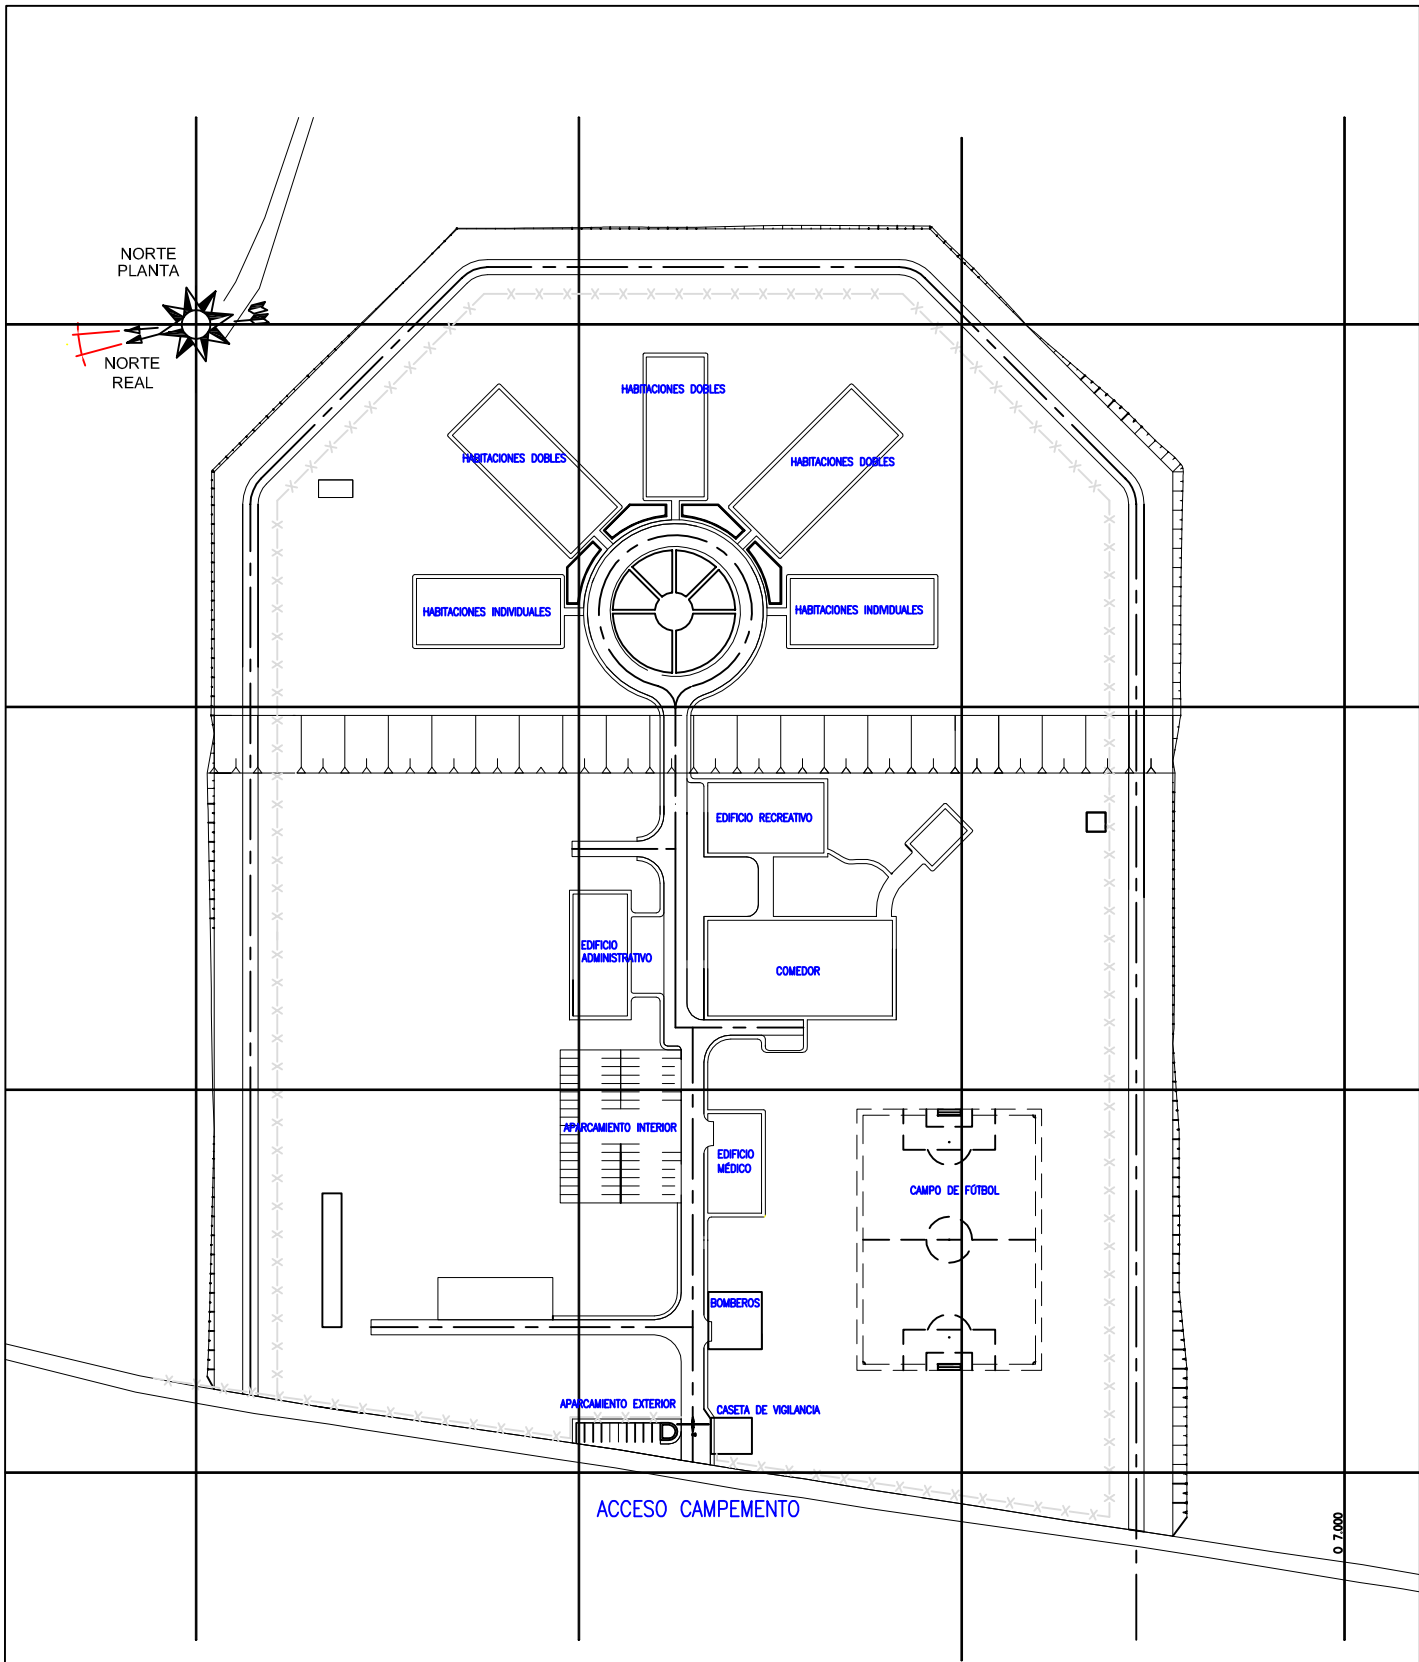 NORTE
PLANTA
NORTE
REAL
HABITACIONES DOBLES
HABITACIONES DOBLES
HABITACIONES DOBLES
HABITACIONES INDIVIDUALES
HABITACIONES INDIVIDUALES
EDIFICIO RECREATIVO
EDIFICIO
ADMINISTRATIVO
COMEDOR
APARCAMIENTO INTERIOR
EDIFICIO
MÉDICO
CAMPO DE FÚTBOL
BOMBEROS
APARCAMIENTO EXTERIOR
CASETA DE VIGILANCIA
ACCESO CAMPEMENTO
O 7.000